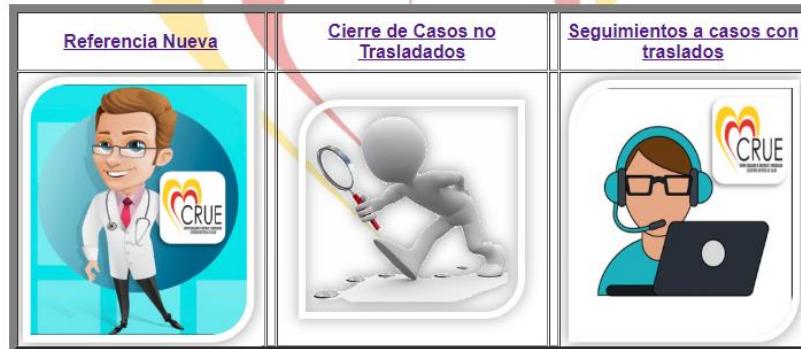 Referencia Nueva
Cierre de Casos no
Trasladados
Seguimientos a casos con
traslados
CRUE
CRUE